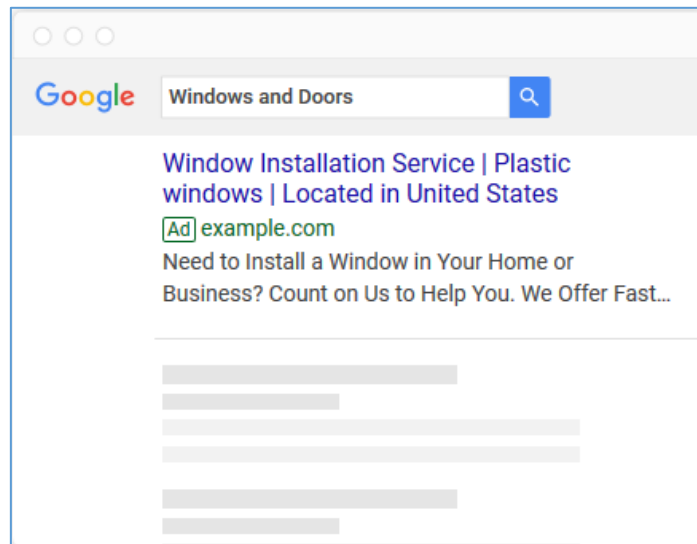 Google
Windows and Doors
Window Installation Service | Plastic
windows | Located in United States
Ad example.com
Need to Install a Window in Your Home or
Business? Count on Us to Help You. We Offer Fast...